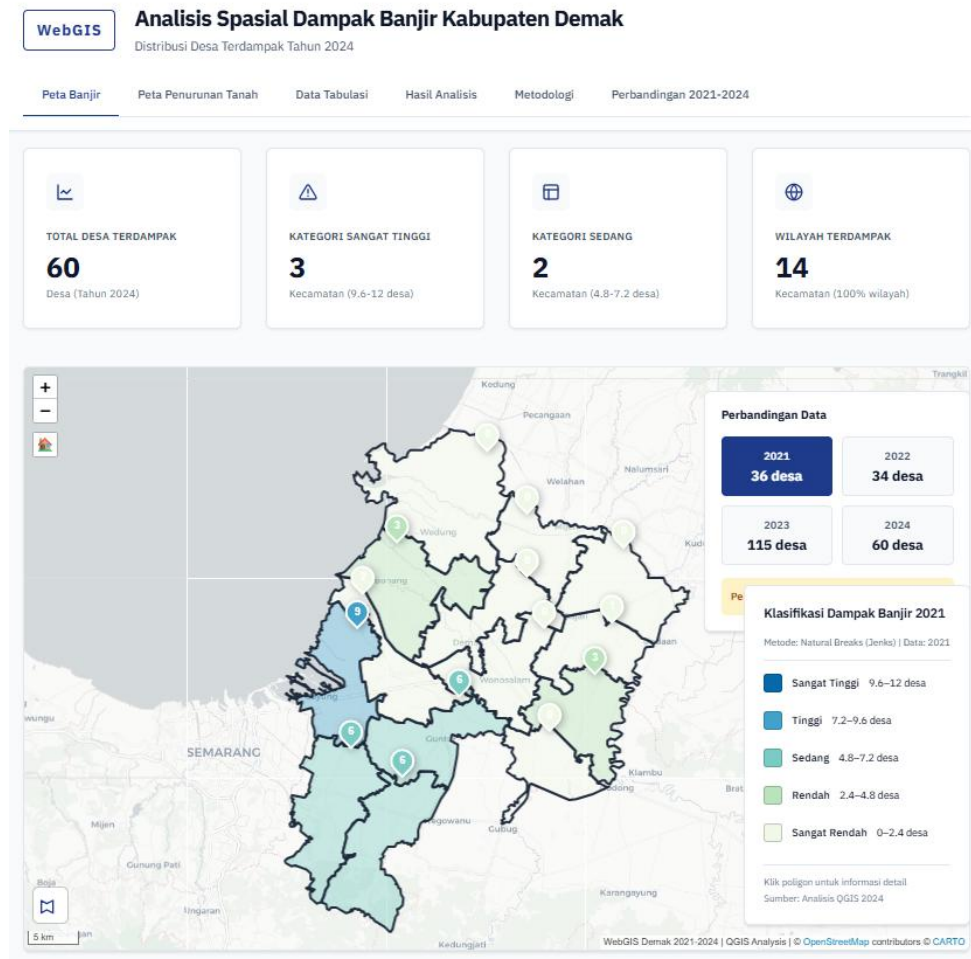 WebGIS
Analisis Spasial Dampak Banjir Kabupaten Demak
Distribusi Desa Terdampak Tahun 2024
Peta Banjir
Peta Penurunan Tanah
Data Tabulasi
Hasil Analisis
Metodologi
Perbandingan 2021-2024
TOTAL DESA TERDAMPAK
60
Desa (Tahun 2024)
KATEGORI SANGAT TINGGI
3
Kecamatan (9.6-12 desa)
KATEGORI SEDANG
2
Kecamatan (4.8-7.2 desa)
WILAYAH TERDAMPAK
14
Kecamatan (100% wilayah)
+
−
Trangkil
Kedung
Pecangaan
Nalumsari
Welahan
3
Wedung
9
3
6
Wonosalam
SEMARANG
6
6
Klambu
Gubug
Mijen
Gunung Pati
Boja
Ungaran
Karangayung
Kedungjati
5 km
Perbandingan Data
2021
36 desa
2022
34 desa
2023
115 desa
2024
60 desa
Pe
Klasifikasi Dampak Banjir 2021
Metode: Natural Breaks (Jenks) | Data: 2021
Sangat Tinggi 9.6–12 desa
Tinggi 7.2–9.6 desa
Sedang 4.8–7.2 desa
Rendah 2.4–4.8 desa
Sangat Rendah 0–2.4 desa
Klik poligon untuk informasi detail
Sumber: Analisis QGIS 2024
WebGIS Demak 2021-2024 | QGIS Analysis | © OpenStreetMap contributors © CARTO